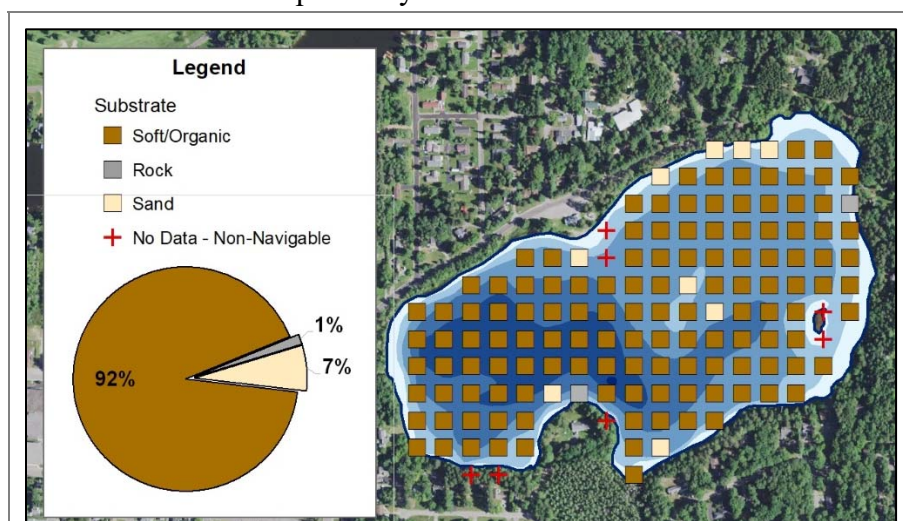 Legend
Substrate
Soft/Organic
Rock
Sand
No Data - Non-Navigable
1%
7%
92%